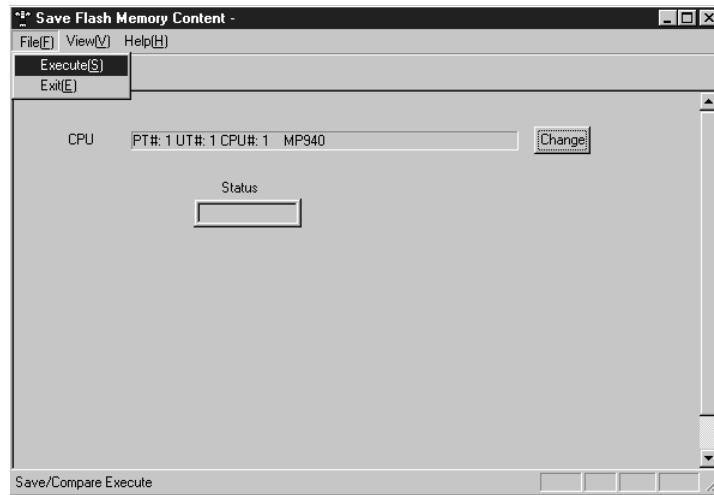 Save Flash Memory Content -
File(F) View(V) Help(H)
Execute(S)
Exit(E)
CPU PT#: 1 UT#: 1 CPU#: 1 MP940 Change
Status
Save/Compare Execute